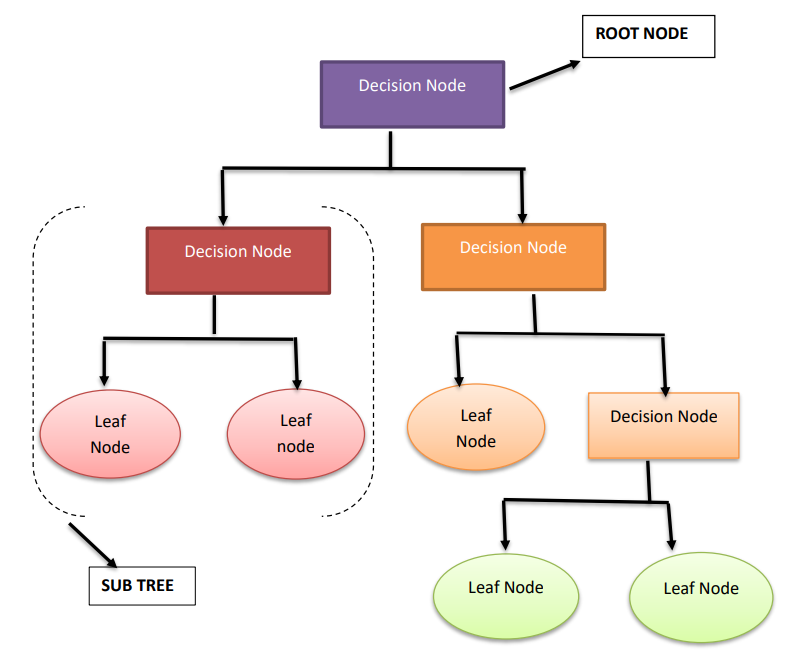 ROOT NODE
Decision Node
Decision Node
Decision Node
Leaf
Node
Leaf
node
Leaf
Node
Decision Node
SUB TREE
Leaf Node
Leaf Node